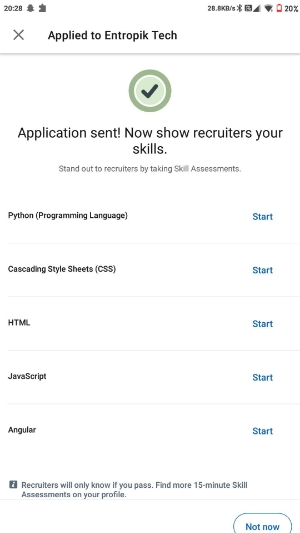 20:28 28.8KB/s 20%
Applied to Entropik Tech
Application sent! Now show recruiters your
skills.
Stand out to recruiters by taking Skill Assessments.
Python (Programming Language) Start
Cascading Style Sheets (CSS) Start
HTML Start
JavaScript Start
Angular Start
Recruiters will only know if you pass. Find more 15-minute Skill
Assessments on your profile.
Not now